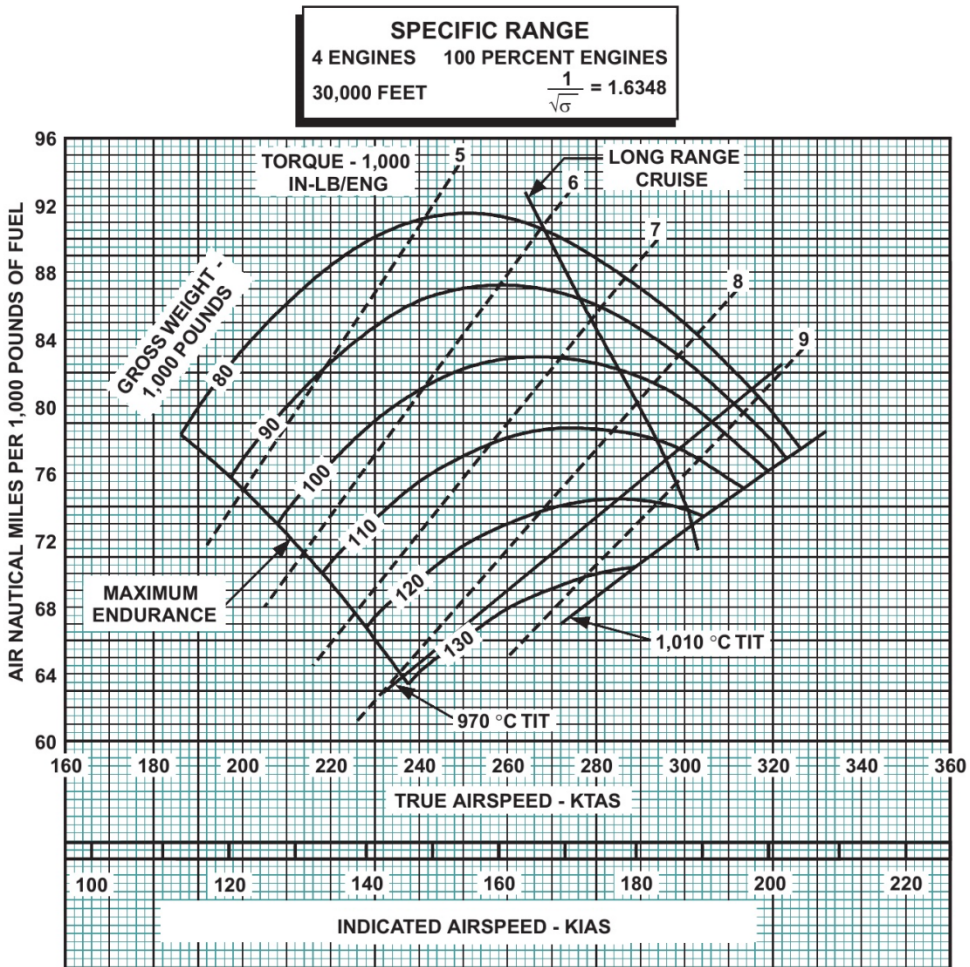 SPECIFIC RANGE
4 ENGINES 100 PERCENT ENGINES
30,000 FEET 1/√σ = 1.6348
96
92
88
84
80
76
72
68
64
60
AIR NAUTICAL MILES PER 1,000 POUNDS OF FUEL
TORQUE - 1,000
IN-LB/ENG
5
6
7
8
9
LONG RANGE
CRUISE
GROSS WEIGHT -
1,000 POUNDS
80
90
100
110
120
130
MAXIMUM
ENDURANCE
1,010 °C TIT
970 °C TIT
160 180 200 220 240 260 280 300 320 340 360
TRUE AIRSPEED - KTAS
100 120 140 160 180 200 220
INDICATED AIRSPEED - KIAS